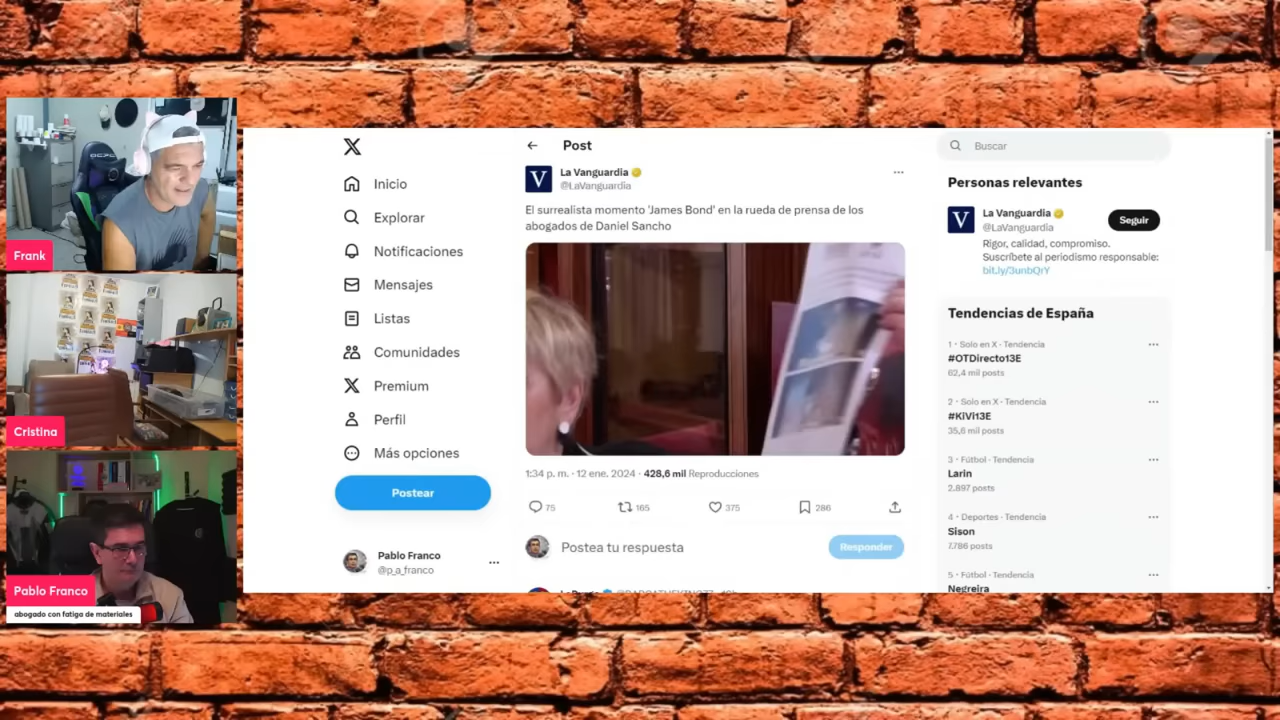 Frank
Cristina
Pablo Franco
abogado con fatiga de materiales
Inicio
Explorar
Notificaciones
Mensajes
Listas
Comunidades
Premium
Perfil
Más opciones
Postear
Pablo Franco
@p_a_franco
Post
La Vanguardia
@LaVanguardia
El surrealista momento 'James Bond' en la rueda de prensa de los
abogados de Daniel Sancho
1:34 p. m. · 12 ene. 2024 · 428,6 mil Reproducciones
75
165
375
286
Postea tu respuesta
Responder
Buscar
Personas relevantes
La Vanguardia
@LaVanguardia
Seguir
Rigor, calidad, compromiso.
Suscríbete al periodismo responsable:
bit.ly/3unbQrY
Tendencias de España
1 · Solo en X · Tendencia
#OTDirecto13E
62,4 mil posts
2 · Solo en X · Tendencia
#KiVi13E
35,6 mil posts
3 · Fútbol · Tendencia
Larin
2.897 posts
4 · Deportes · Tendencia
Sison
7.786 posts
5 · Fútbol · Tendencia
Negreira